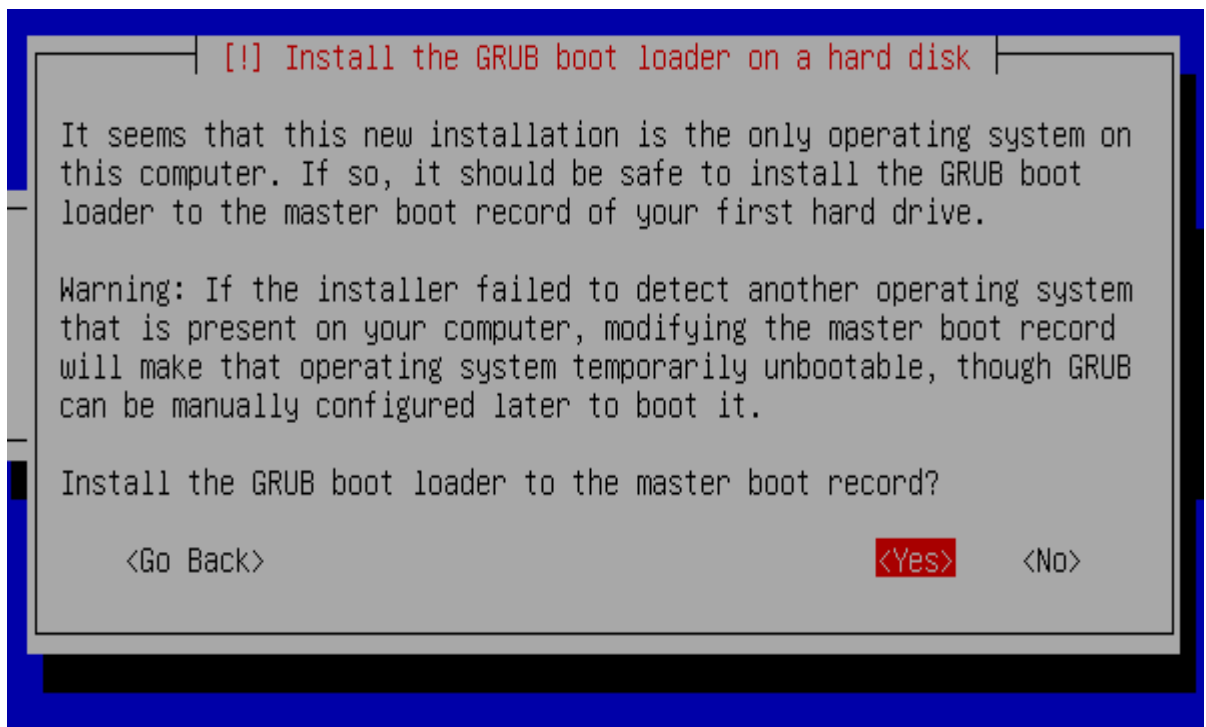 [!] Install the GRUB boot loader on a hard disk
It seems that this new installation is the only operating system on
this computer. If so, it should be safe to install the GRUB boot
loader to the master boot record of your first hard drive.
Warning: If the installer failed to detect another operating system
that is present on your computer, modifying the master boot record
will make that operating system temporarily unbootable, though GRUB
can be manually configured later to boot it.
Install the GRUB boot loader to the master boot record?
<Go Back> <Yes> <No>